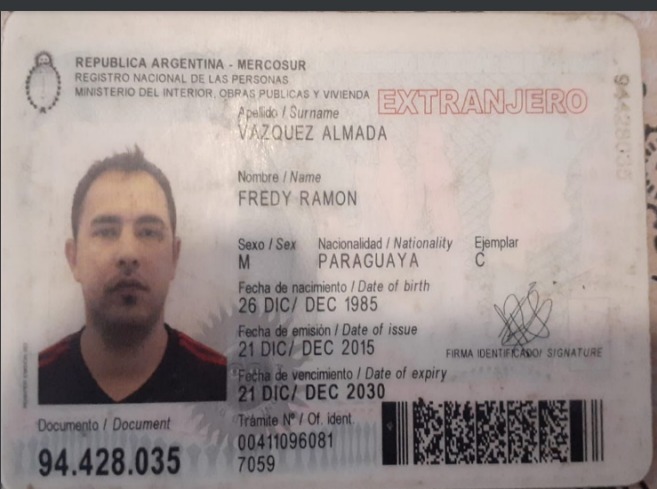 REPUBLICA ARGENTINA - MERCOSUR
REGISTRO NACIONAL DE LAS PERSONAS
MINISTERIO DEL INTERIOR, OBRAS PUBLICAS Y VIVIENDA
EXTRANJERO
Apellido / Surname
VAZQUEZ ALMADA
Nombre / Name
FREDY RAMON
Sexo / Sex Nacionalidad / Nationality Ejemplar
M PARAGUAYA C
Fecha de nacimiento / Date of birth
26 DIC/ DEC 1985
Fecha de emisión / Date of issue
21 DIC/ DEC 2015
FIRMA IDENTIFICADO/ SIGNATURE
Fecha de vencimiento / Date of expiry
21 DIC/ DEC 2030
Documento / Document
94.428.035
Trámite Nº / Of. ident.
00411096081
7059
94428035